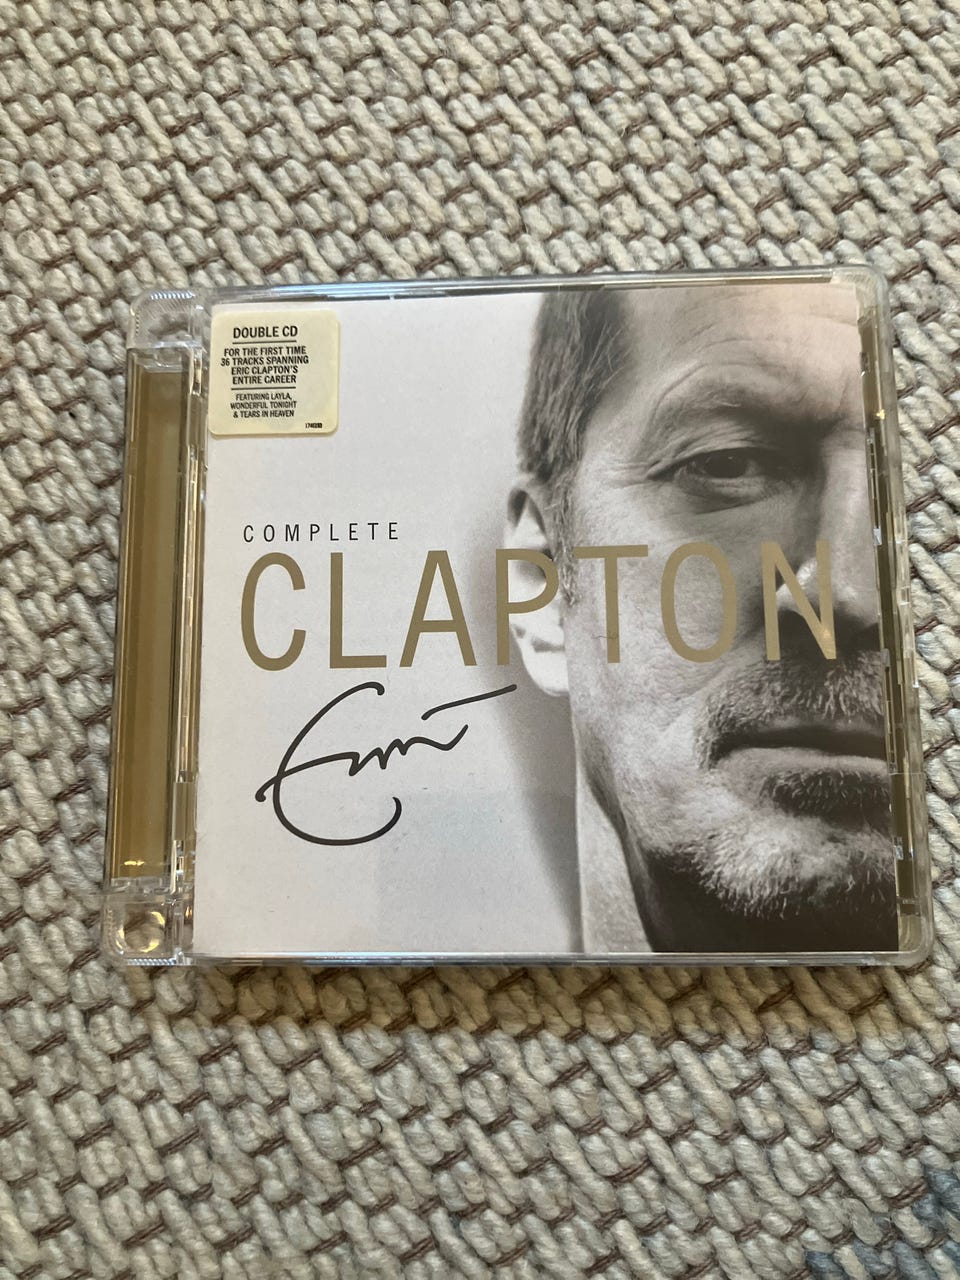 DOUBLE CD
FOR THE FIRST TIME
36 TRACKS SPANNING
ERIC CLAPTON'S
ENTIRE CAREER
FEATURING LAYLA,
WONDERFUL TONIGHT
& TEARS IN HEAVEN
COMPLETE
CLAPTON
Eric